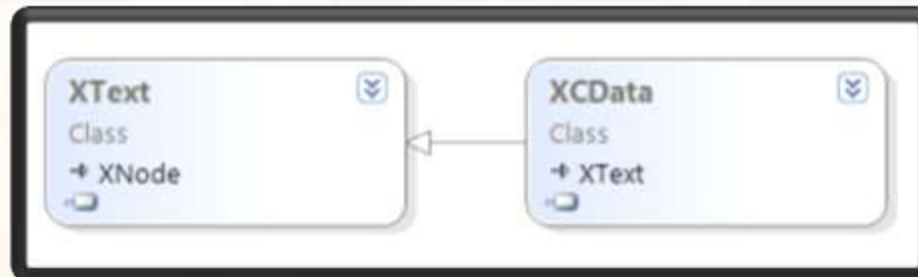 XText
Class
XNode
XCData
Class
XText